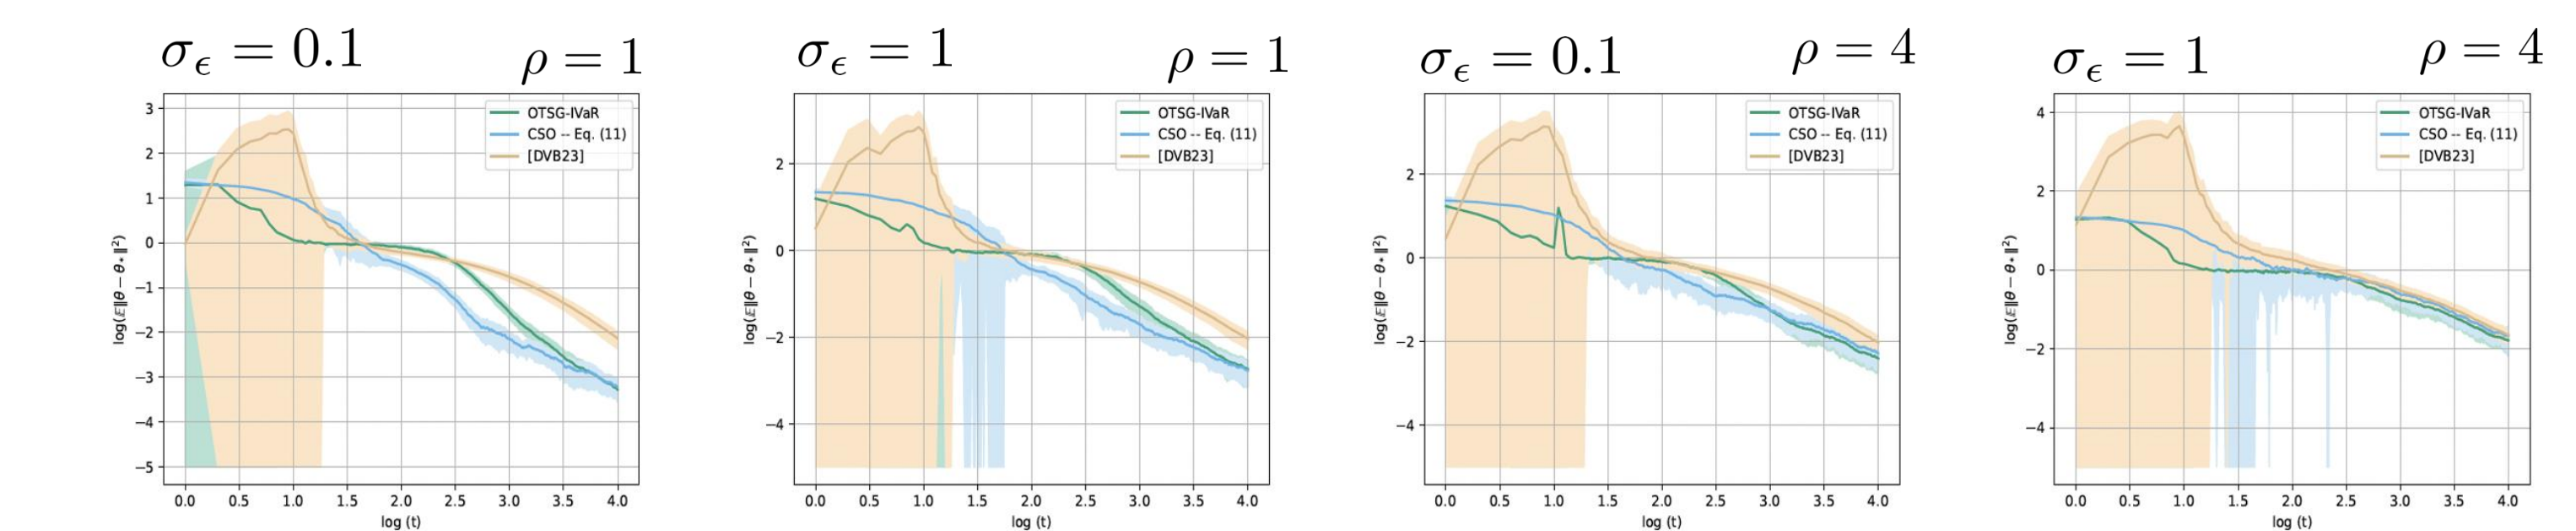 σ_ϵ = 0.1 ρ = 1
log(𝔼‖θ − θ*‖²)
3
2
1
0
−1
−2
−3
−4
−5
OTSG-IVaR
CSO -- Eq. (11)
[DVB23]
0.0 0.5 1.0 1.5 2.0 2.5 3.0 3.5 4.0
log (t)
σ_ϵ = 1 ρ = 1
log(𝔼‖θ − θ*‖²)
2
0
−2
−4
OTSG-IVaR
CSO -- Eq. (11)
[DVB23]
0.0 0.5 1.0 1.5 2.0 2.5 3.0 3.5 4.0
log (t)
σ_ϵ = 0.1 ρ = 4
log(𝔼‖θ − θ*‖²)
2
0
−2
−4
OTSG-IVaR
CSO -- Eq. (11)
[DVB23]
0.0 0.5 1.0 1.5 2.0 2.5 3.0 3.5 4.0
log (t)
σ_ϵ = 1 ρ = 4
log(𝔼‖θ − θ*‖²)
4
2
0
−2
−4
OTSG-IVaR
CSO -- Eq. (11)
[DVB23]
0.0 0.5 1.0 1.5 2.0 2.5 3.0 3.5 4.0
log (t)